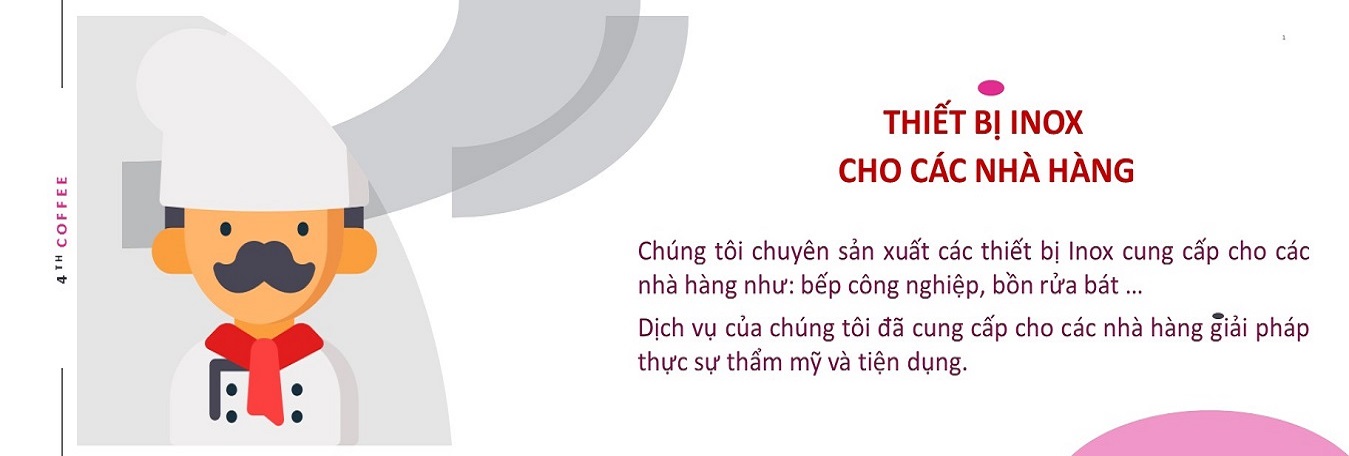 4TH COFFEE
1
THIẾT BỊ INOX
CHO CÁC NHÀ HÀNG
Chúng tôi chuyên sản xuất các thiết bị Inox cung cấp cho các
nhà hàng như: bếp công nghiệp, bồn rửa bát ...
Dịch vụ của chúng tôi đã cung cấp cho các nhà hàng giải pháp
thực sự thẩm mỹ và tiện dụng.